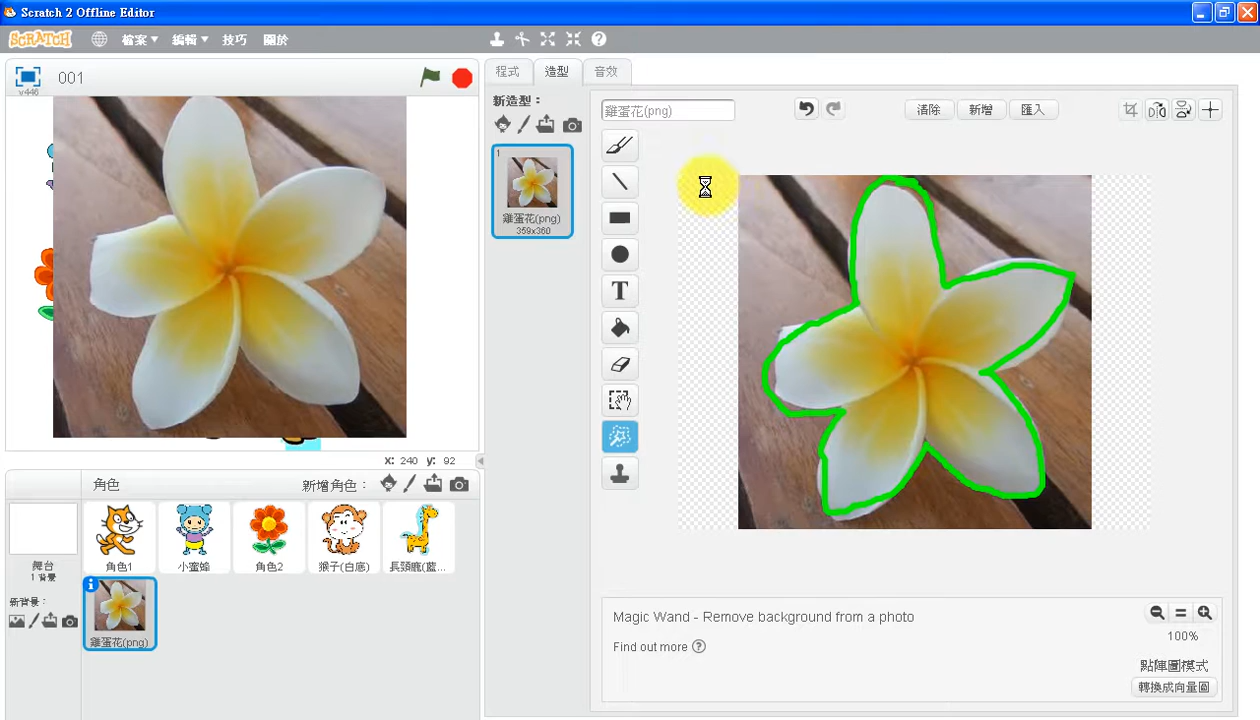 Scratch 2 Offline Editor
SCRATCH 檔案 編輯 技巧 關於
v446 001
程式 造型 音效
新造型：
1
雞蛋花(png)
359x360
雞蛋花(png) 清除 新增 匯入
T
x: 240 y: 92
角色 新增角色：
舞台
1 背景
新背景：
角色1 小蜜蜂 角色2 猴子(白底) 長頸鹿(藍...
雞蛋花(png)
Magic Wand - Remove background from a photo
Find out more
100%
點陣圖模式
轉換成向量圖